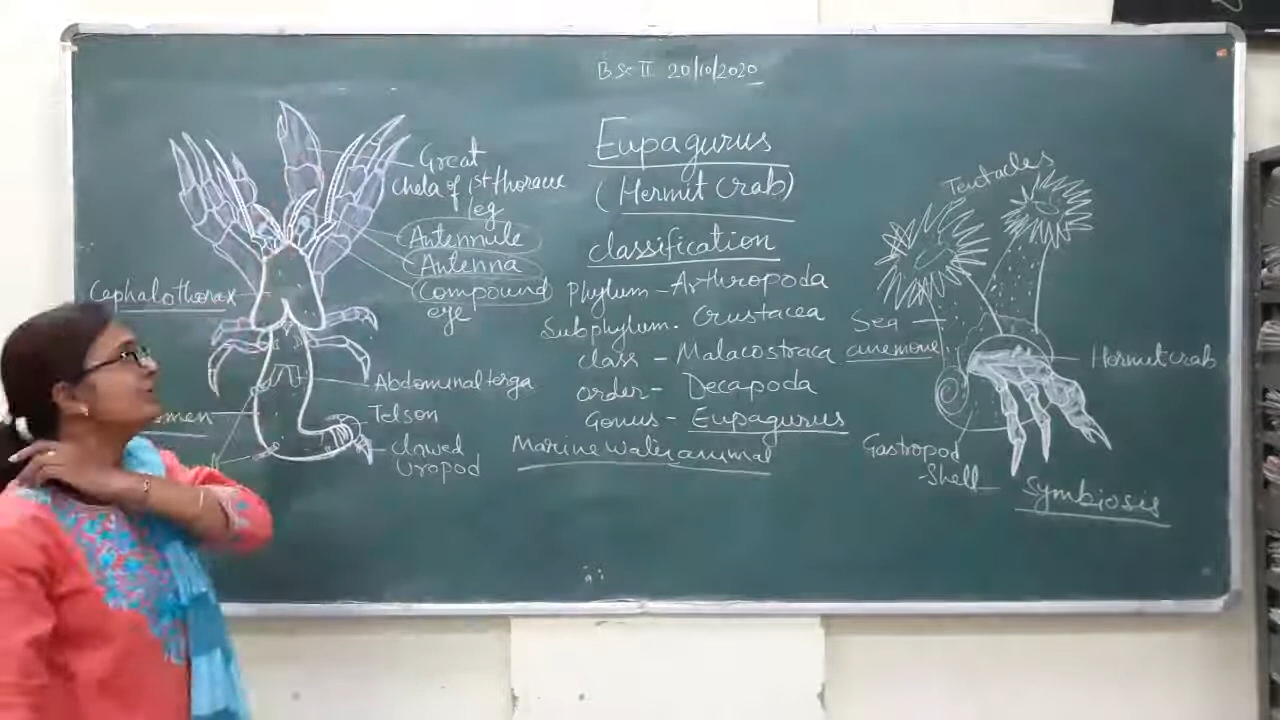 BSc II 20/10/2020
Eupagurus
(Hermit Crab)
classification
Phylum - Arthropoda
Subphylum. Crustacea
class - Malacostraca
order - Decapoda
Genus - Eupagurus
Marine water animal
Great
chela of 1st thoracic
leg
Antennule
Antenna
Compound
eye
Cephalothorax
Abdominal terga
Telson
clawed
Uropod
men
Tentacles
Sea
anemone
Hermit crab
Gastropod
-Shell
Symbiosis